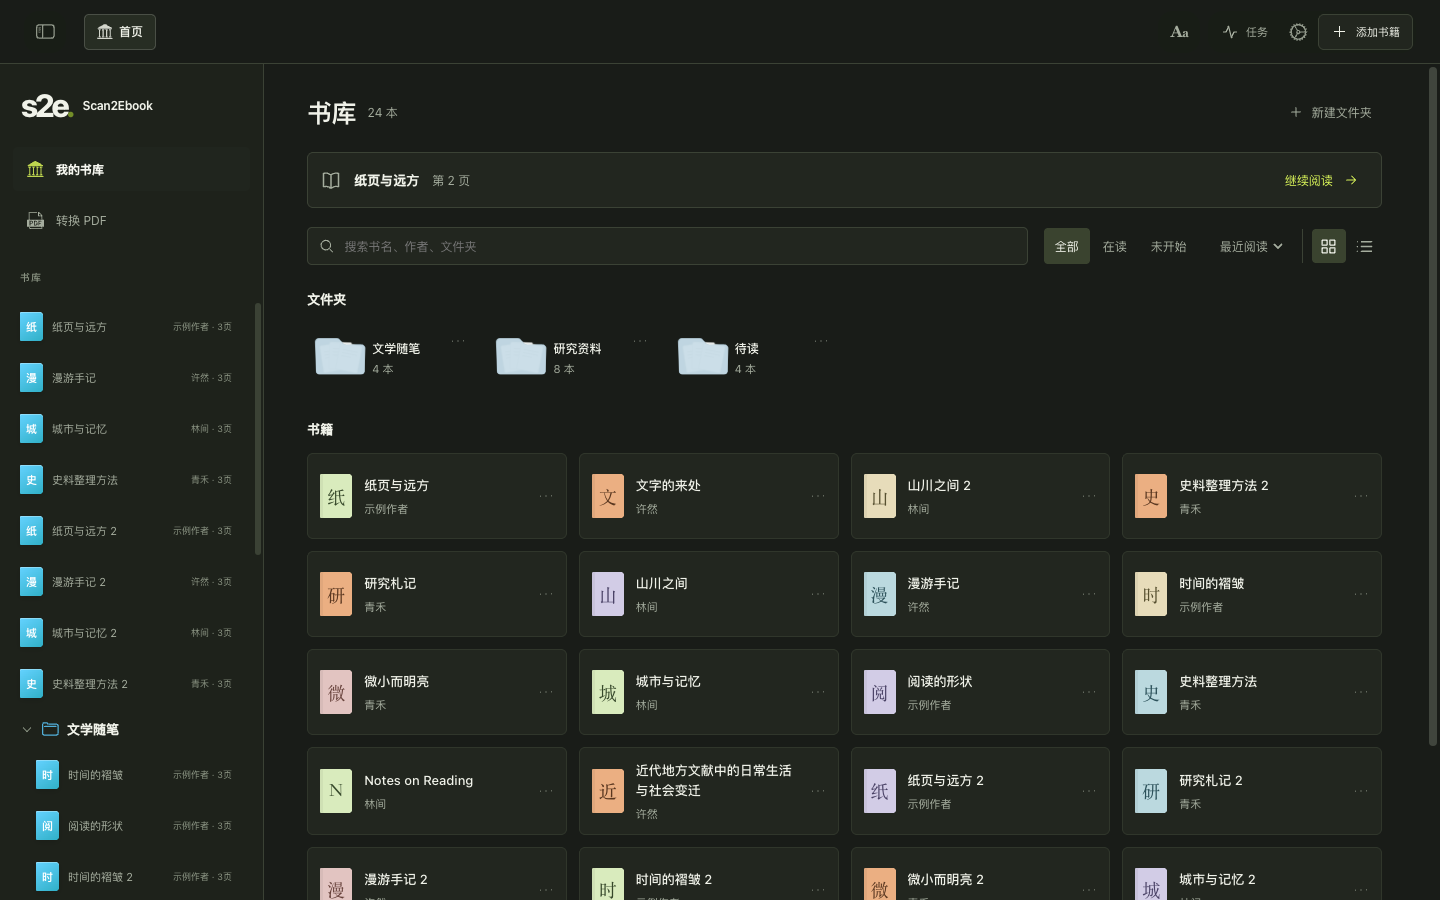 首页
Aa
任务
添加书籍
s2e.
Scan2Ebook
我的书库
转换 PDF
书库
纸 纸页与远方 示例作者 · 3页
漫 漫游手记 许然 · 3页
城 城市与记忆 林间 · 3页
史 史料整理方法 青禾 · 3页
纸 纸页与远方 2 示例作者 · 3页
漫 漫游手记 2 许然 · 3页
城 城市与记忆 2 林间 · 3页
史 史料整理方法 2 青禾 · 3页
文学随笔
时 时间的褶皱 示例作者 · 3页
阅 阅读的形状 示例作者 · 3页
时 时间的褶皱 2 示例作者 · 3页
书库 24 本
新建文件夹
纸页与远方 第 2 页
继续阅读
搜索书名、作者、文件夹
全部 在读 未开始 最近阅读
文件夹
文学随笔
4 本
研究资料
8 本
待读
4 本
书籍
纸
纸页与远方
示例作者
文
文字的来处
许然
山
山川之间 2
林间
史
史料整理方法 2
青禾
研
研究札记
青禾
山
山川之间
林间
漫
漫游手记
许然
时
时间的褶皱
示例作者
微
微小而明亮
青禾
城
城市与记忆
林间
阅
阅读的形状
示例作者
史
史料整理方法
青禾
N
Notes on Reading
林间
近
近代地方文献中的日常生活
与社会变迁
许然
纸
纸页与远方 2
示例作者
研
研究札记 2
青禾
漫
漫游手记 2
时
时间的褶皱 2
微
微小而明亮 2
城
城市与记忆 2